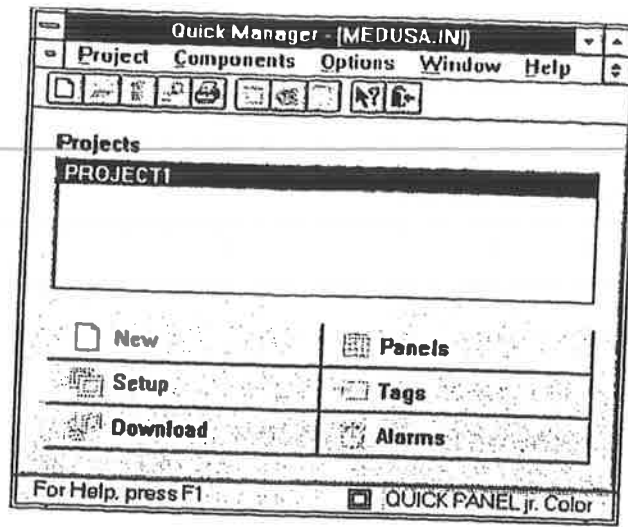 Quick Manager - [MEDUSA.INI]
Project Components Options Window Help
Projects
PROJECT1
New
Panels
Setup
Tags
Download
Alarms
For Help, press F1
QUICK PANEL jr. Color